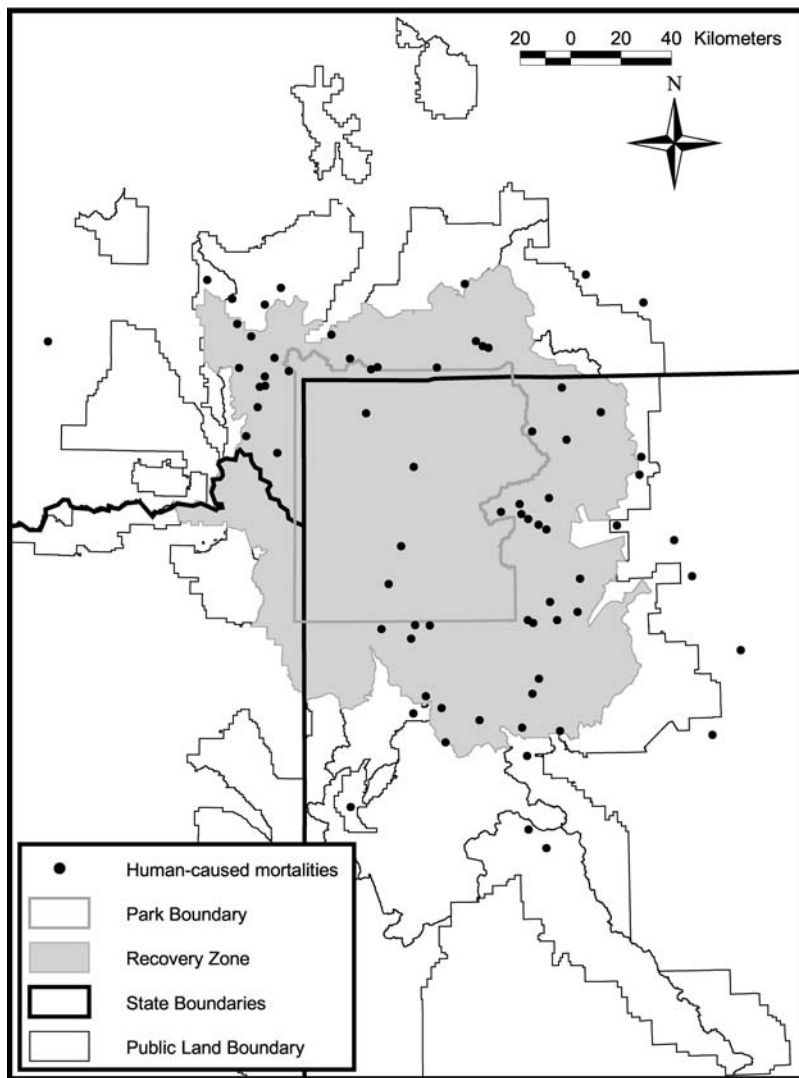 20 0 20 40 Kilometers
N
Human-caused mortalities
Park Boundary
Recovery Zone
State Boundaries
Public Land Boundary